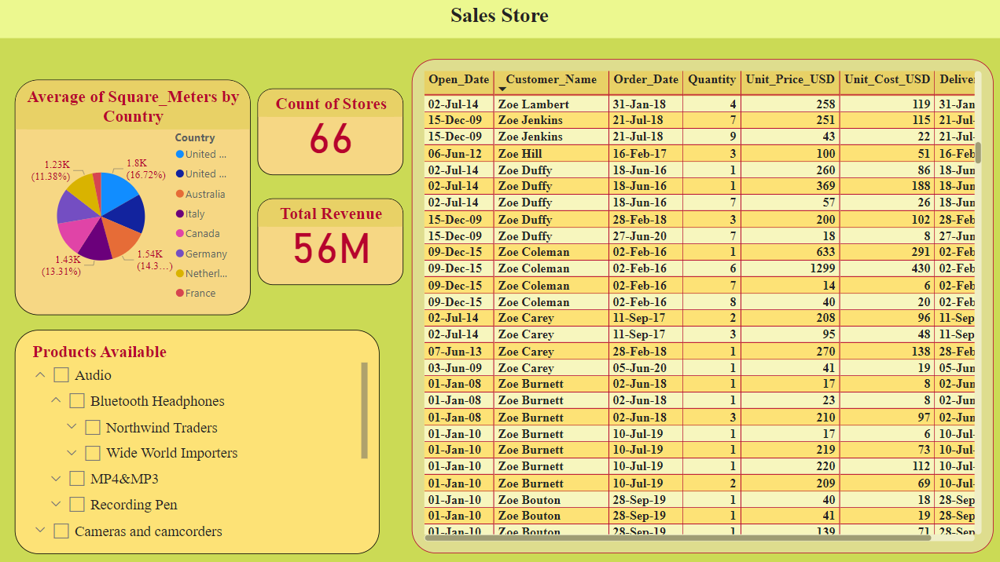 Sales Store
Average of Square_Meters by
Country
Country
United ...
United ...
Australia
Italy
Canada
Germany
Netherl...
France
1.23K
(11.38%)
1.8K
(16.72%)
1.43K
(13.31%)
1.54K
(14.3...)
Count of Stores
66
Total Revenue
56M
Products Available
Audio
Bluetooth Headphones
Northwind Traders
Wide World Importers
MP4&MP3
Recording Pen
Cameras and camcorders
Open_Date Customer_Name Order_Date Quantity Unit_Price_USD Unit_Cost_USD Deliver
02-Jul-14 Zoe Lambert 31-Jan-18 4 258 119 31-Jan
15-Dec-09 Zoe Jenkins 21-Jul-18 7 251 115 21-Jul-
15-Dec-09 Zoe Jenkins 21-Jul-18 9 43 22 21-Jul-
06-Jun-12 Zoe Hill 16-Feb-17 3 100 51 16-Feb
02-Jul-14 Zoe Duffy 18-Jun-16 1 260 86 18-Jun
02-Jul-14 Zoe Duffy 18-Jun-16 1 369 188 18-Jun
02-Jul-14 Zoe Duffy 18-Jun-16 7 57 26 18-Jun
15-Dec-09 Zoe Duffy 28-Feb-18 3 200 102 28-Feb
15-Dec-09 Zoe Duffy 27-Jun-20 7 18 8 27-Jun
09-Dec-15 Zoe Coleman 02-Feb-16 1 633 291 02-Feb
09-Dec-15 Zoe Coleman 02-Feb-16 6 1299 430 02-Feb
09-Dec-15 Zoe Coleman 02-Feb-16 7 14 6 02-Feb
09-Dec-15 Zoe Coleman 02-Feb-16 8 40 20 02-Feb
02-Jul-14 Zoe Carey 11-Sep-17 2 208 96 11-Sep
02-Jul-14 Zoe Carey 11-Sep-17 3 95 48 11-Sep
07-Jun-13 Zoe Carey 28-Feb-18 1 270 138 28-Feb
03-Jun-09 Zoe Carey 05-Jun-20 1 41 19 05-Jun
01-Jan-08 Zoe Burnett 02-Jun-18 1 17 8 02-Jun
01-Jan-08 Zoe Burnett 02-Jun-18 1 23 8 02-Jun
01-Jan-08 Zoe Burnett 02-Jun-18 3 210 97 02-Jun
01-Jan-10 Zoe Burnett 10-Jul-19 1 17 6 10-Jul-
01-Jan-10 Zoe Burnett 10-Jul-19 1 219 73 10-Jul-
01-Jan-10 Zoe Burnett 10-Jul-19 1 220 112 10-Jul-
01-Jan-10 Zoe Burnett 10-Jul-19 2 209 69 10-Jul-
01-Jan-10 Zoe Bouton 28-Sep-19 1 40 18 28-Sep
01-Jan-10 Zoe Bouton 28-Sep-19 1 41 19 28-Sep
01-Jan-10 Zoe Bouton 28-Sep-19 1 139 71 28-Sep